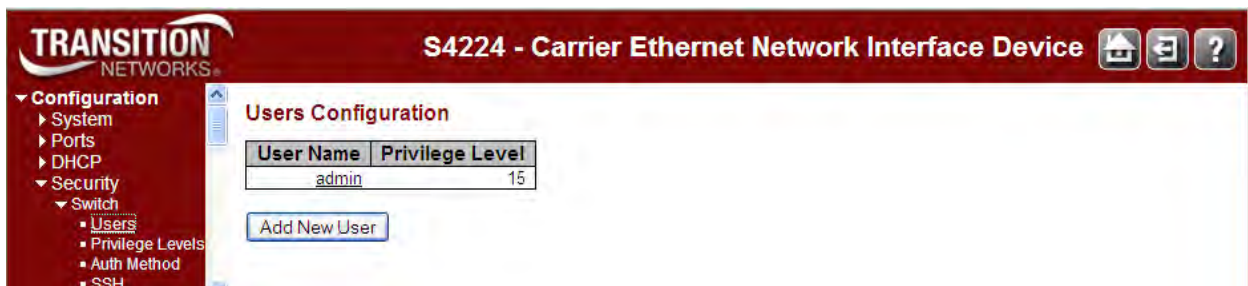 TRANSITION
NETWORKS®
S4224 - Carrier Ethernet Network Interface Device
?
Configuration
System
Ports
DHCP
Security
Switch
Users
Privilege Levels
Auth Method
SSH
Users Configuration
User Name Privilege Level
admin 15
Add New User